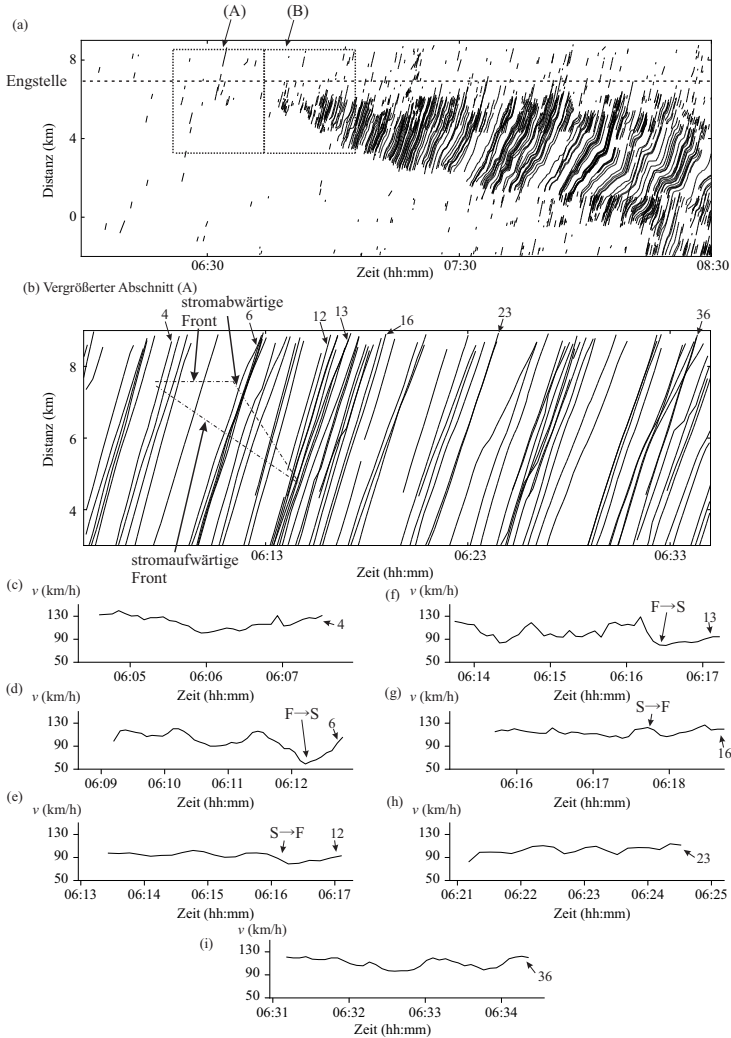 (a)
(A)
(B)
Engstelle
Distanz (km)
8
4
0
06:30
07:30
08:30
Zeit (hh:mm)
(b) Vergrößerter Abschnitt (A)
stromabwärtige
Front
4
6
12
13
16
23
36
Distanz (km)
8
6
4
06:13
06:23
06:33
stromaufwärtige
Front
Zeit (hh:mm)
(c)
v (km/h)
130
90
50
4
06:05
06:06
06:07
Zeit (hh:mm)
(d)
v (km/h)
130
90
50
F→S
6
06:09
06:10
06:11
06:12
Zeit (hh:mm)
(e)
v (km/h)
130
90
50
S→F
12
06:13
06:14
06:15
06:16
06:17
Zeit (hh:mm)
(f)
v (km/h)
130
90
50
F→S
13
06:14
06:15
06:16
06:17
Zeit (hh:mm)
(g)
v (km/h)
130
90
50
S→F
16
06:16
06:17
06:18
Zeit (hh:mm)
(h)
v (km/h)
130
90
50
23
06:21
06:22
06:23
06:24
06:25
Zeit (hh:mm)
(i)
v (km/h)
130
90
50
36
06:31
06:32
06:33
06:34
Zeit (hh:mm)